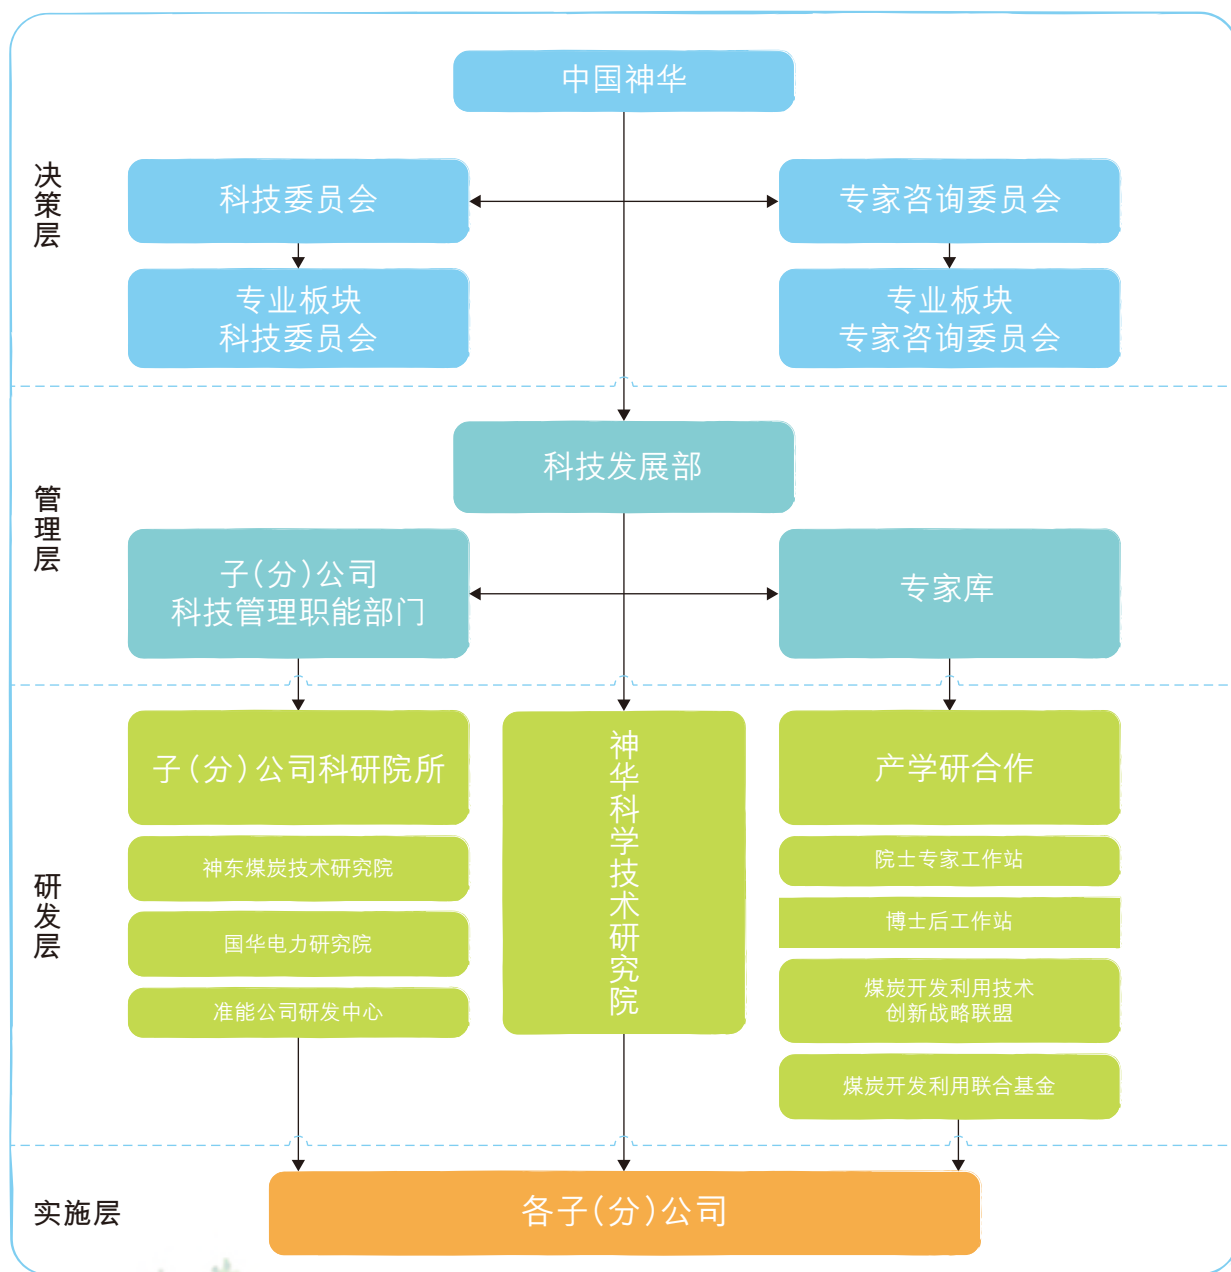 中国神华
决策层
科技委员会
专家咨询委员会
专业板块
科技委员会
专业板块
专家咨询委员会
科技发展部
管理层
子（分）公司
科技管理职能部门
专家库
子（分）公司科研院所
神华科学技术研究院
产学研合作
研发层
神东煤炭技术研究院
国华电力研究院
准能公司研发中心
院士专家工作站
博士后工作站
煤炭开发利用技术
创新战略联盟
煤炭开发利用联合基金
实施层
各子（分）公司